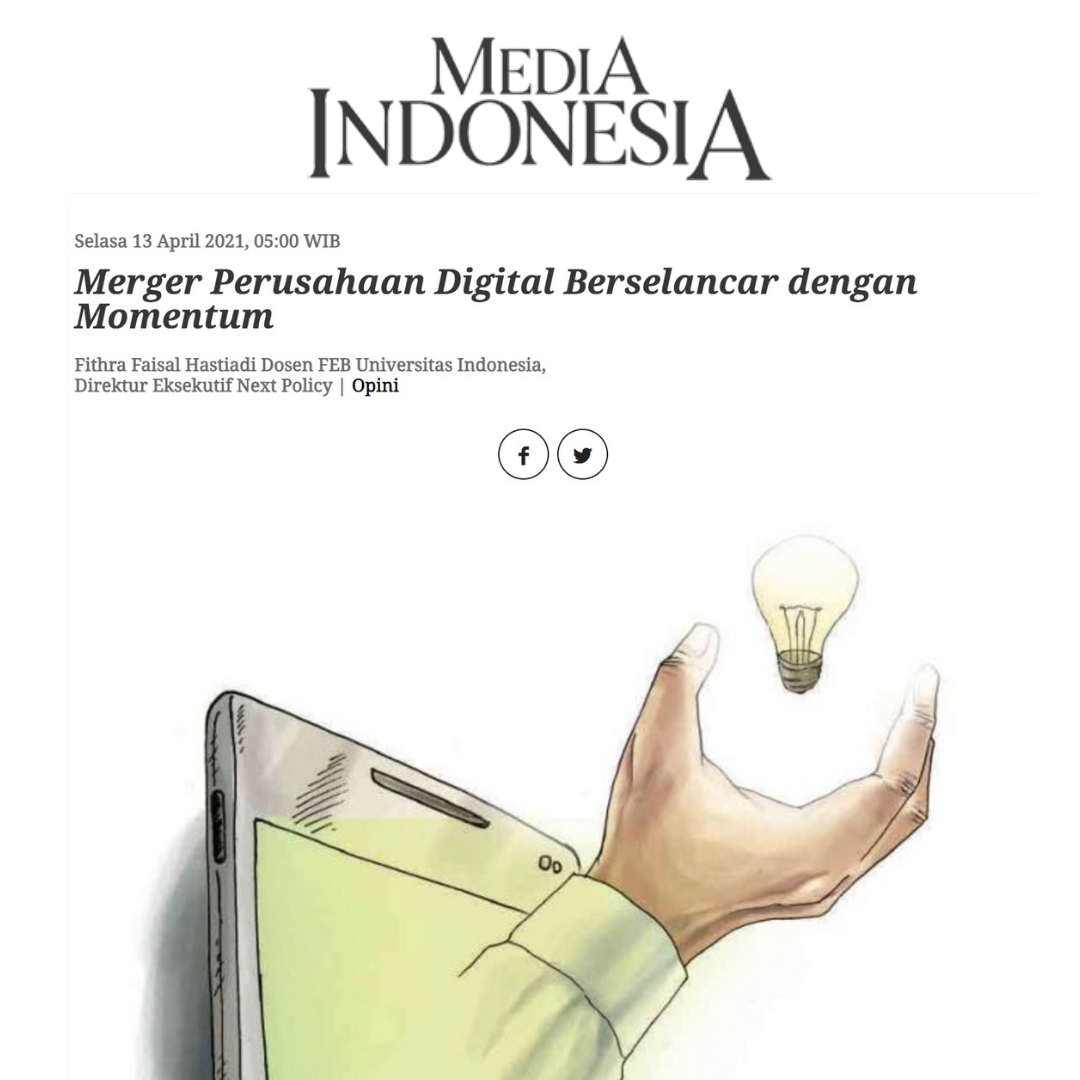 MEDIA
INDONESIA
Selasa 13 April 2021, 05:00 WIB
Merger Perusahaan Digital Berselancar dengan
Momentum
Fithra Faisal Hastiadi Dosen FEB Universitas Indonesia,
Direktur Eksekutif Next Policy | Opini